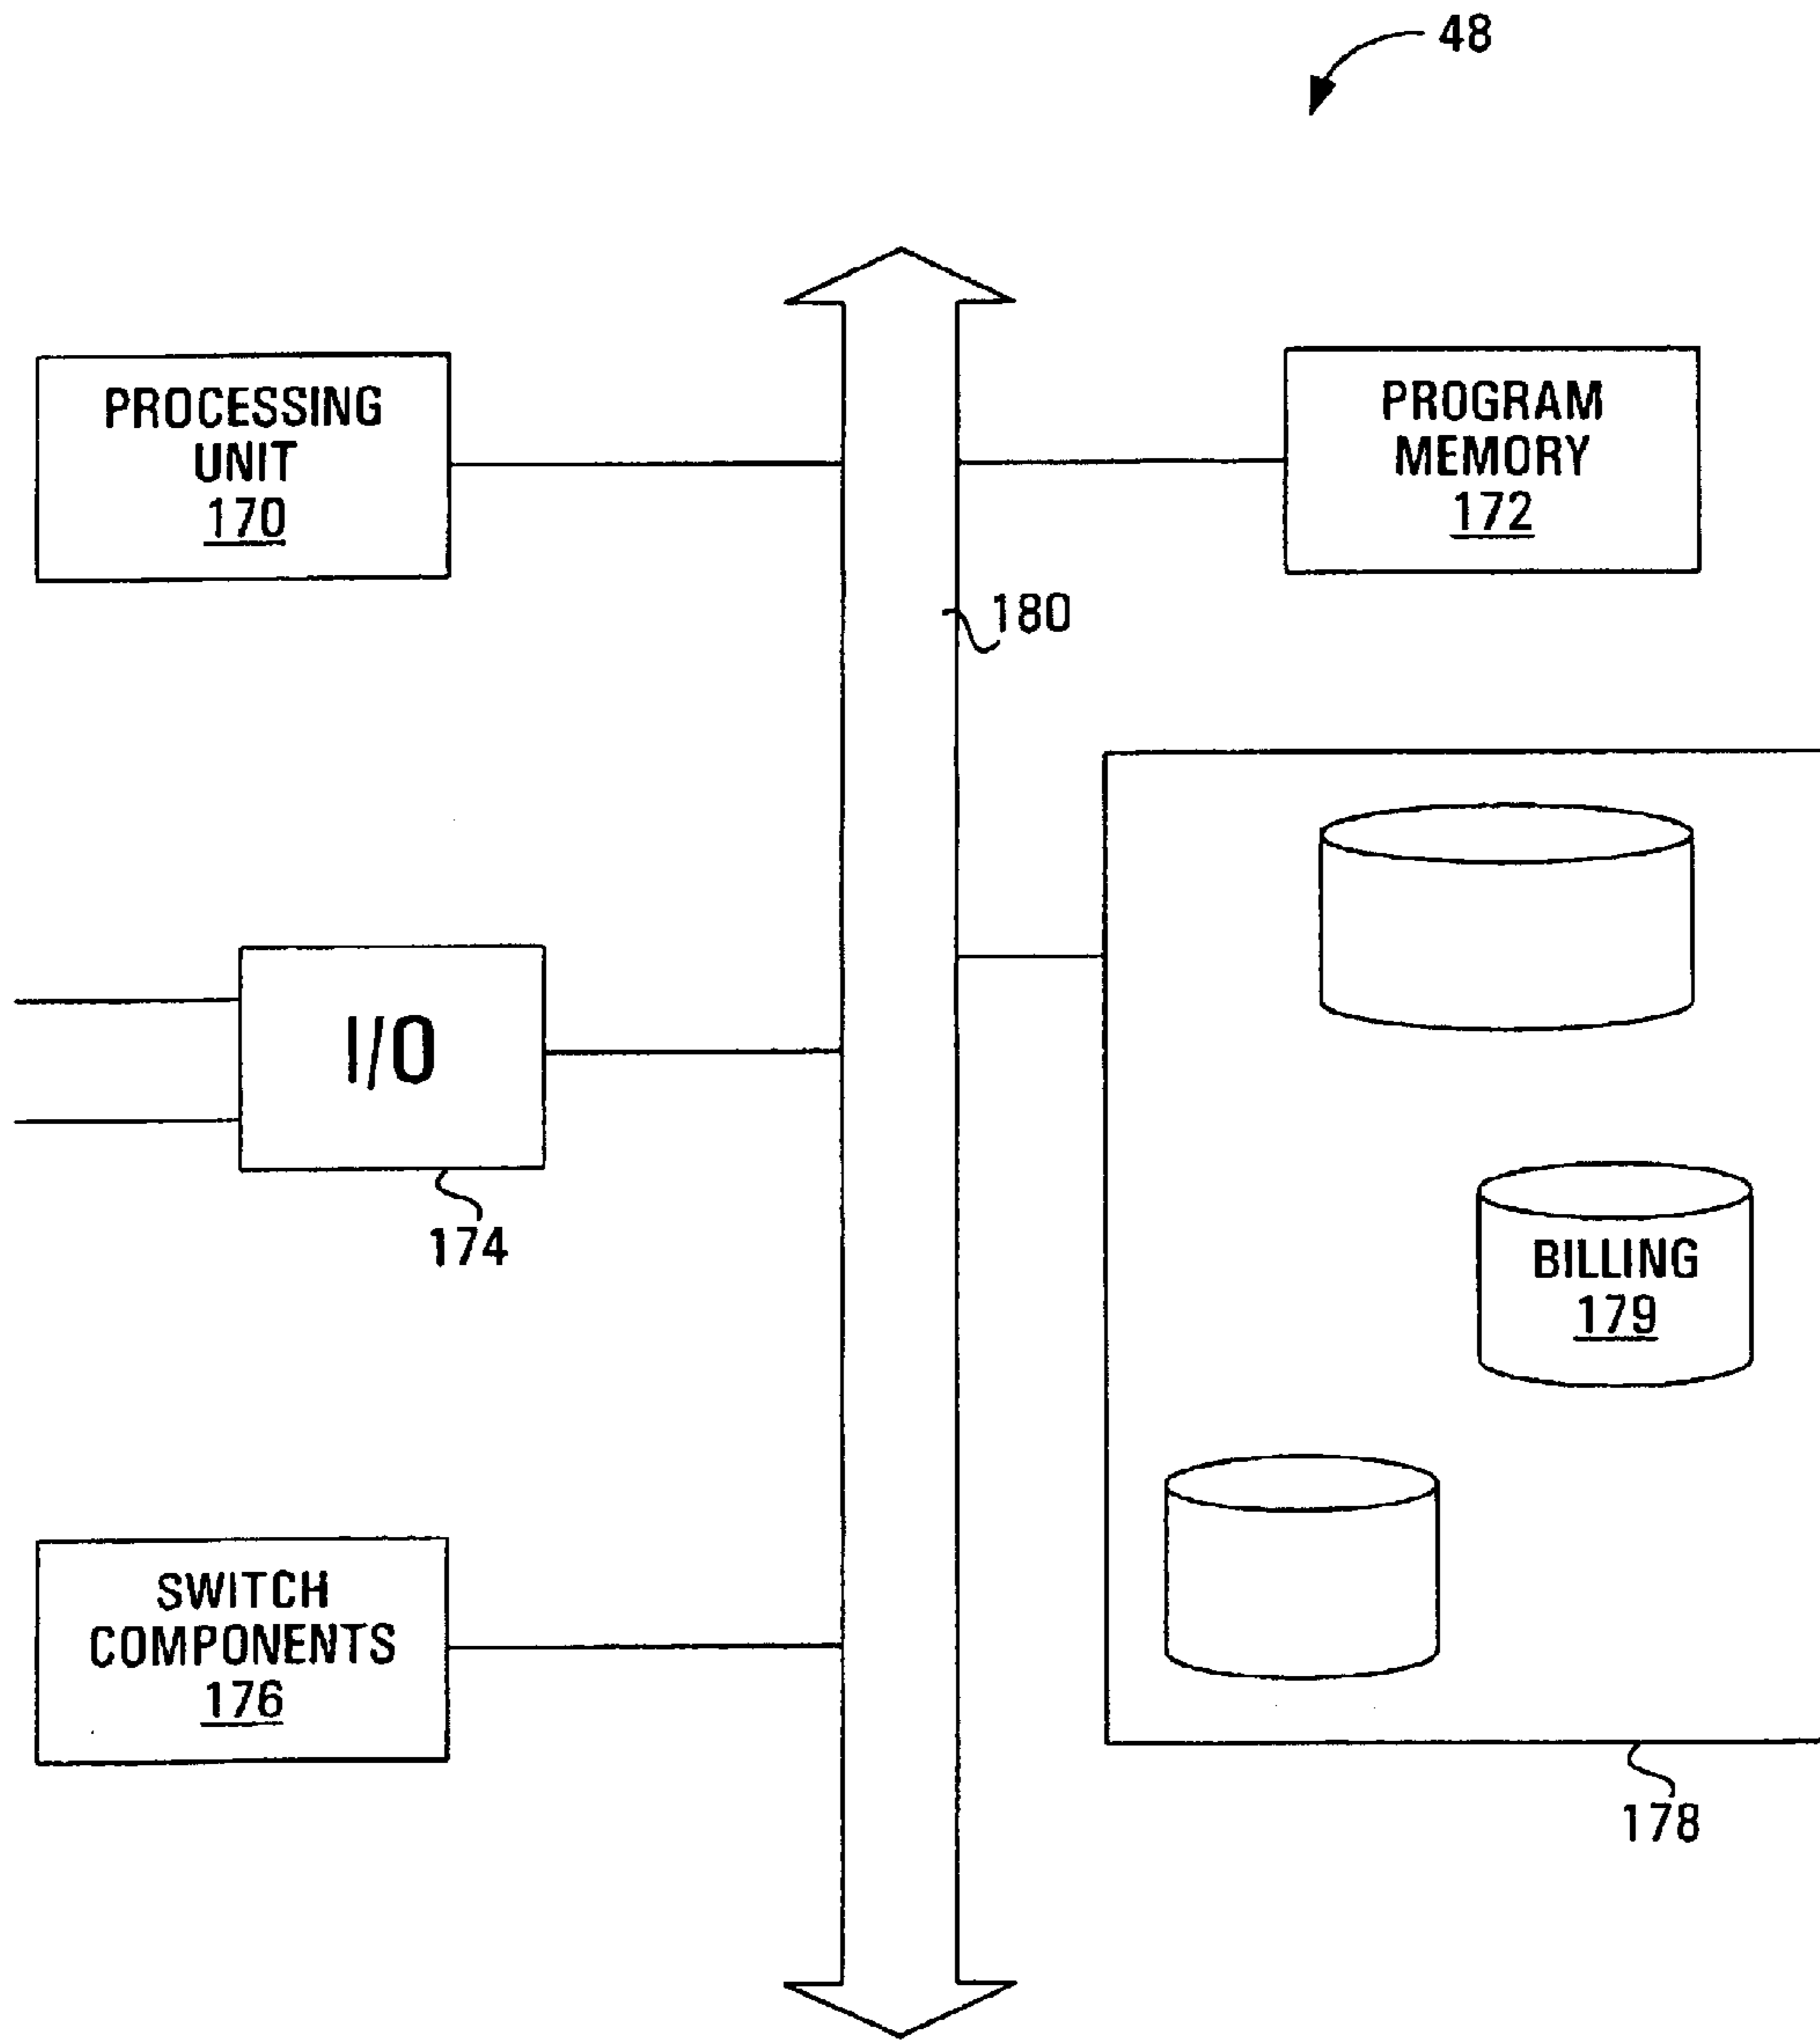 48
PROCESSING
UNIT
170
PROGRAM
MEMORY
172
180
I/O
174
BILLING
179
SWITCH
COMPONENTS
176
178